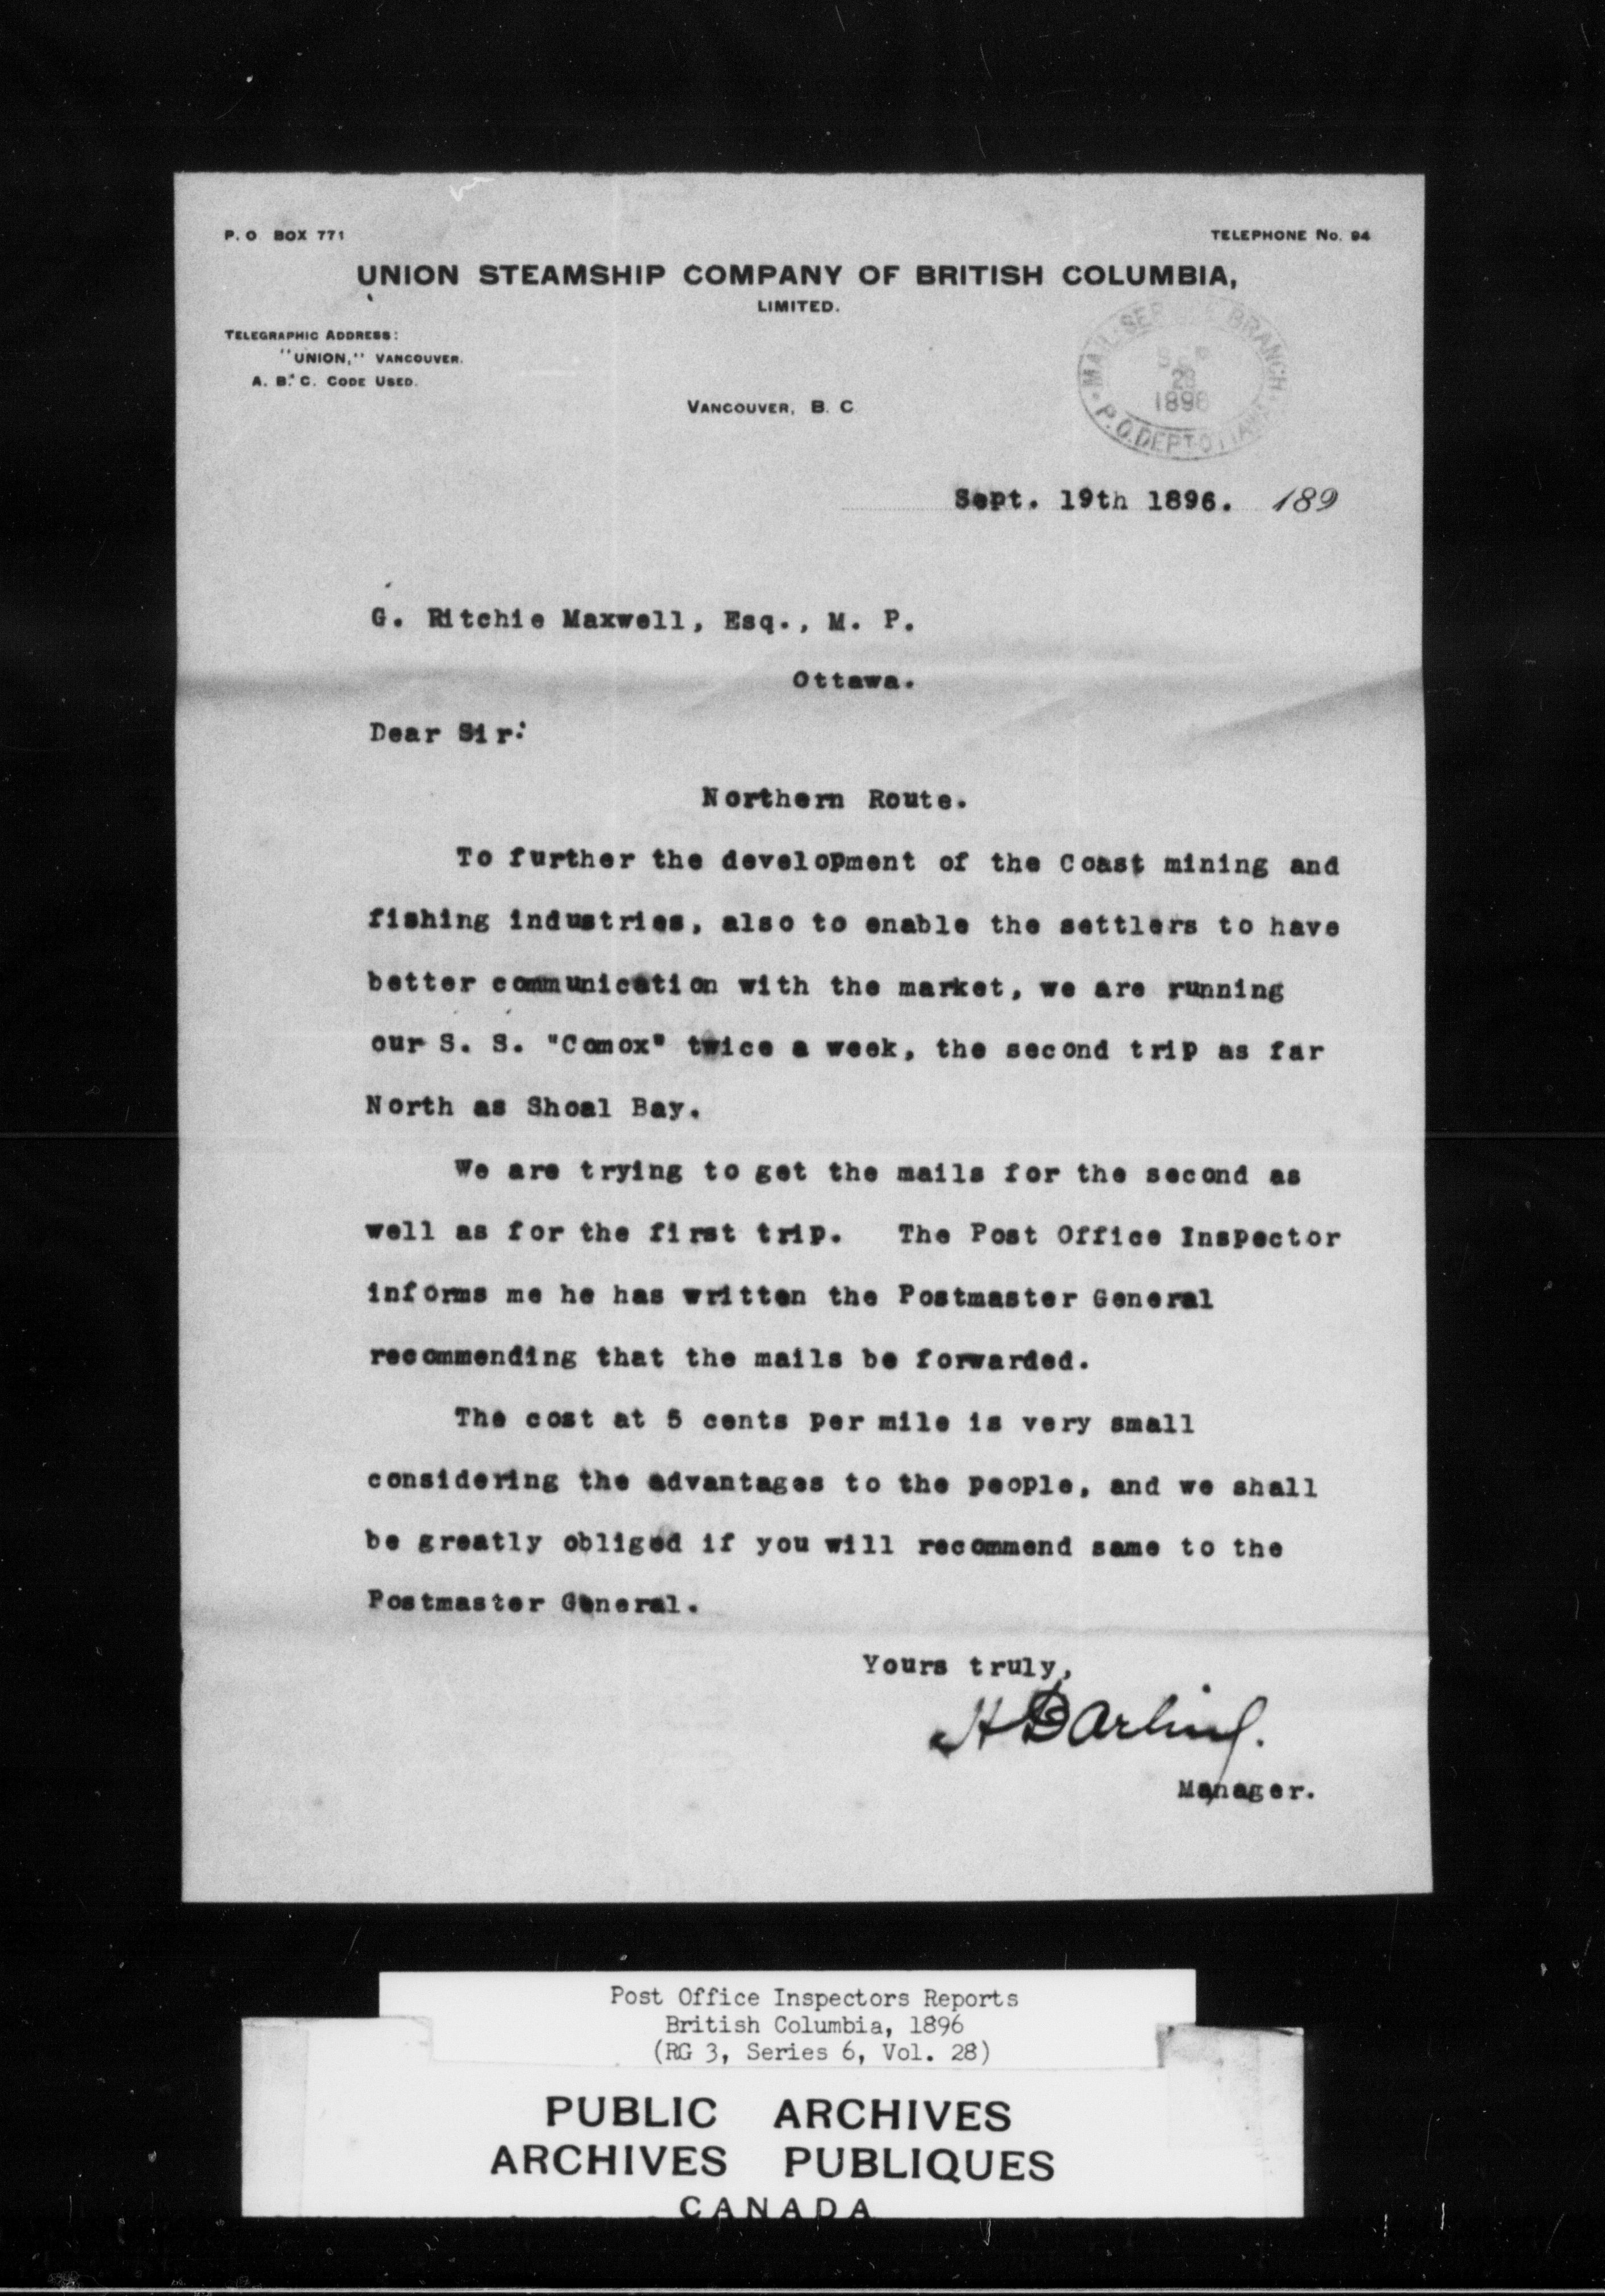 P. O BOX 771
TELEPHONE No. 94
UNION STEAMSHIP COMPANY OF BRITISH COLUMBIA,
LIMITED.
TELEGRAPHIC ADDRESS:
"UNION," VANCOUVER.
A. B. C. CODE USED.
VANCOUVER, B. C
MAIL SERVICE BRANCH
1896
P.O. DEPT OTTAWA
Sept. 19th 1896. 189
G. Ritchie Maxwell, Esq., M. P.
Ottawa.
Dear Sir:
Northern Route.
To further the development of the Coast mining and
fishing industries, also to enable the settlers to have
better communication with the market, we are running
our S. S. "Comox" twice a week, the second trip as far
North as Shoal Bay.
We are trying to get the mails for the second as
well as for the first trip. The Post Office Inspector
informs me he has written the Postmaster General
recommending that the mails be forwarded.
The cost at 5 cents per mile is very small
considering the advantages to the people, and we shall
be greatly obliged if you will recommend same to the
Postmaster General.
Yours truly,
H Darling.
Manager.
Post Office Inspectors Reports
British Columbia, 1896
(RG 3, Series 6, Vol. 28)
PUBLIC ARCHIVES
ARCHIVES PUBLIQUES
CANADA